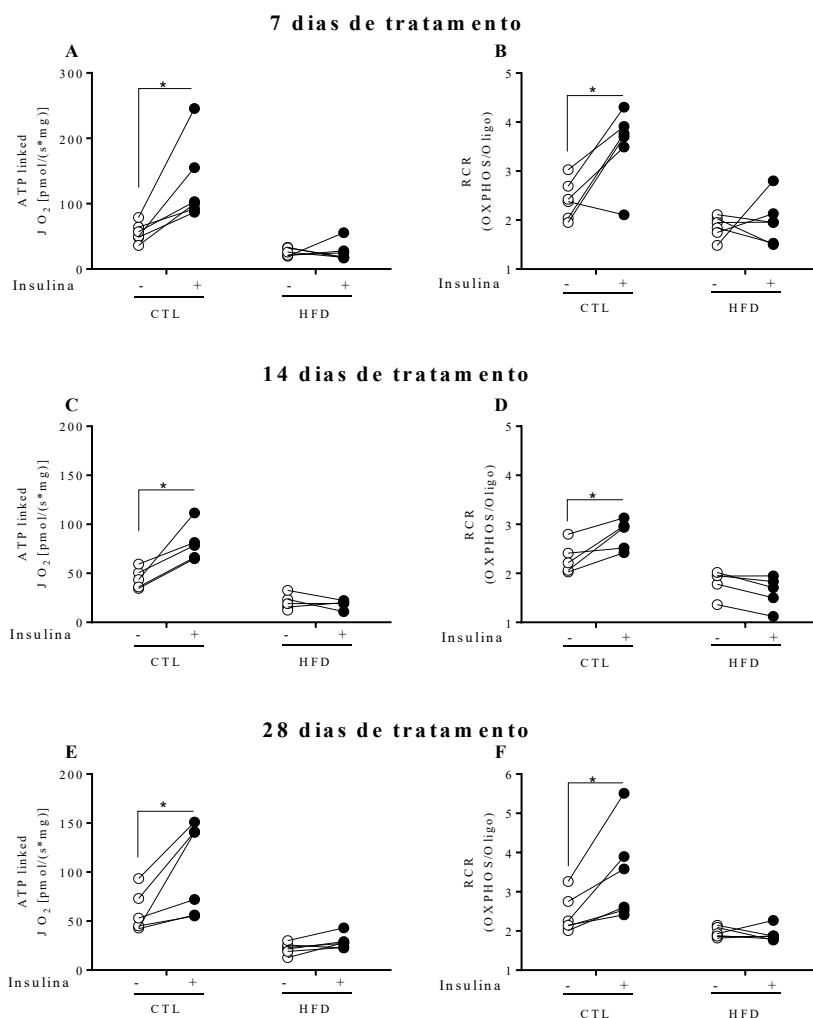 7 dias de tratamento
A
B
300
200
100
0
ATP linked
J O₂ [pmol/(s*mg)]
*
5
4
3
2
1
RCR
(OXPHOS/Oligo)
*
Insulina - + - +
CTL HFD
- + - +
CTL HFD
14 dias de tratamento
C
D
200
150
100
50
0
ATP linked
J O₂ [pmol/(s*mg)]
*
5
4
3
2
1
RCR
(OXPHOS/Oligo)
*
Insulina - + - +
CTL HFD
- + - +
CTL HFD
28 dias de tratamento
E
F
200
150
100
50
0
ATP linked
J O₂ [pmol/(s*mg)]
*
6
5
4
3
2
1
RCR
(OXPHOS/Oligo)
*
Insulina - + - +
CTL HFD
- + - +
CTL HFD